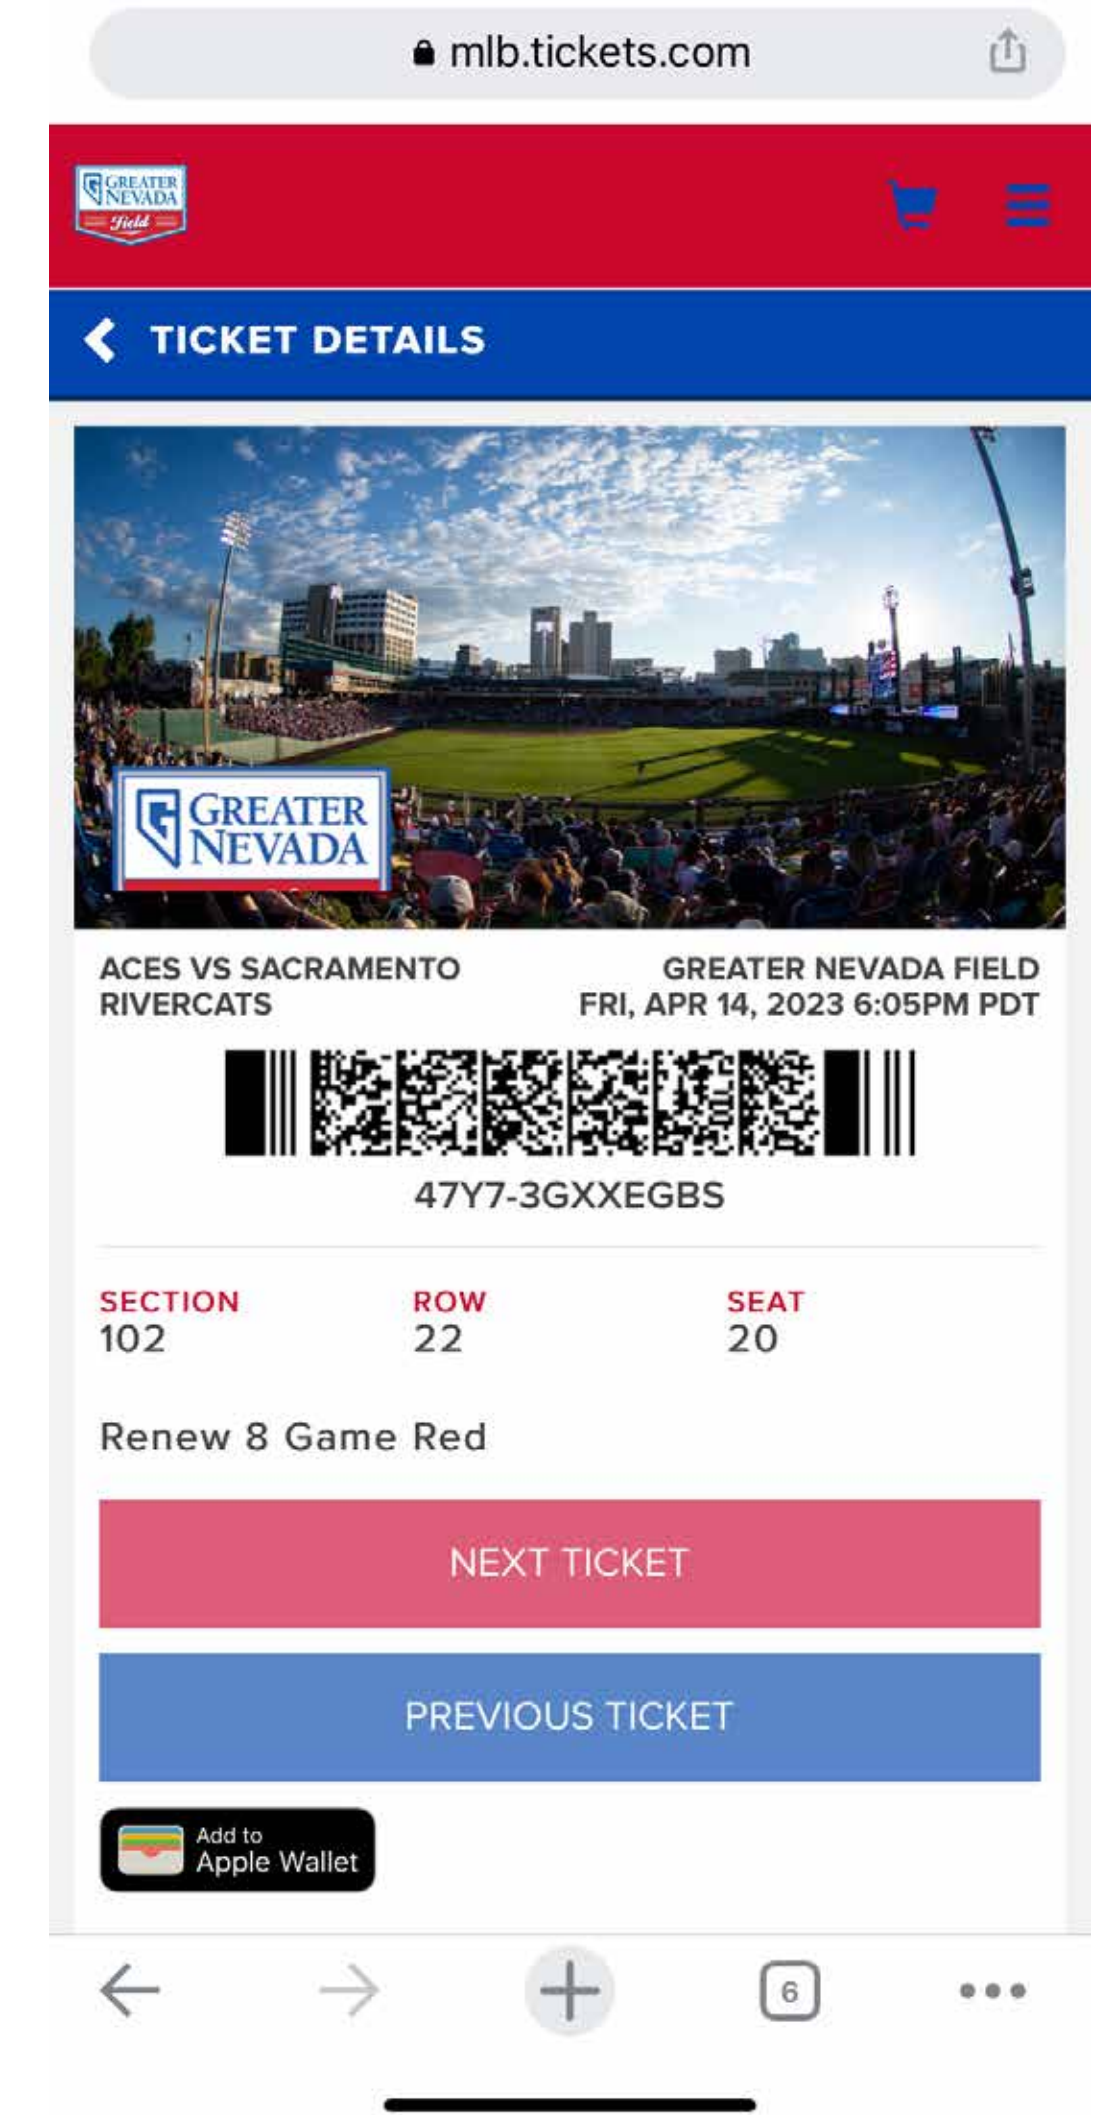 mlb.tickets.com
GREATER
NEVADA
Field
TICKET DETAILS
GREATER
NEVADA
ACES VS SACRAMENTO
RIVERCATS
GREATER NEVADA FIELD
FRI, APR 14, 2023 6:05PM PDT
47Y7-3GXXEGBS
SECTION
102
ROW
22
SEAT
20
Renew 8 Game Red
NEXT TICKET
PREVIOUS TICKET
Add to
Apple Wallet
6